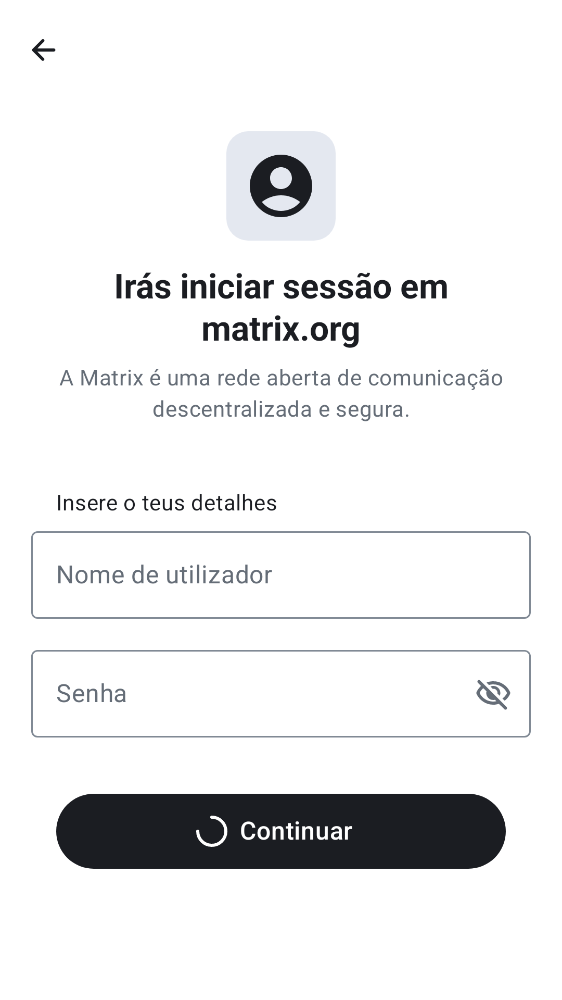 Irás iniciar sessão em
matrix.org
A Matrix é uma rede aberta de comunicação
descentralizada e segura.
Insere o teus detalhes
Nome de utilizador
Senha
Continuar